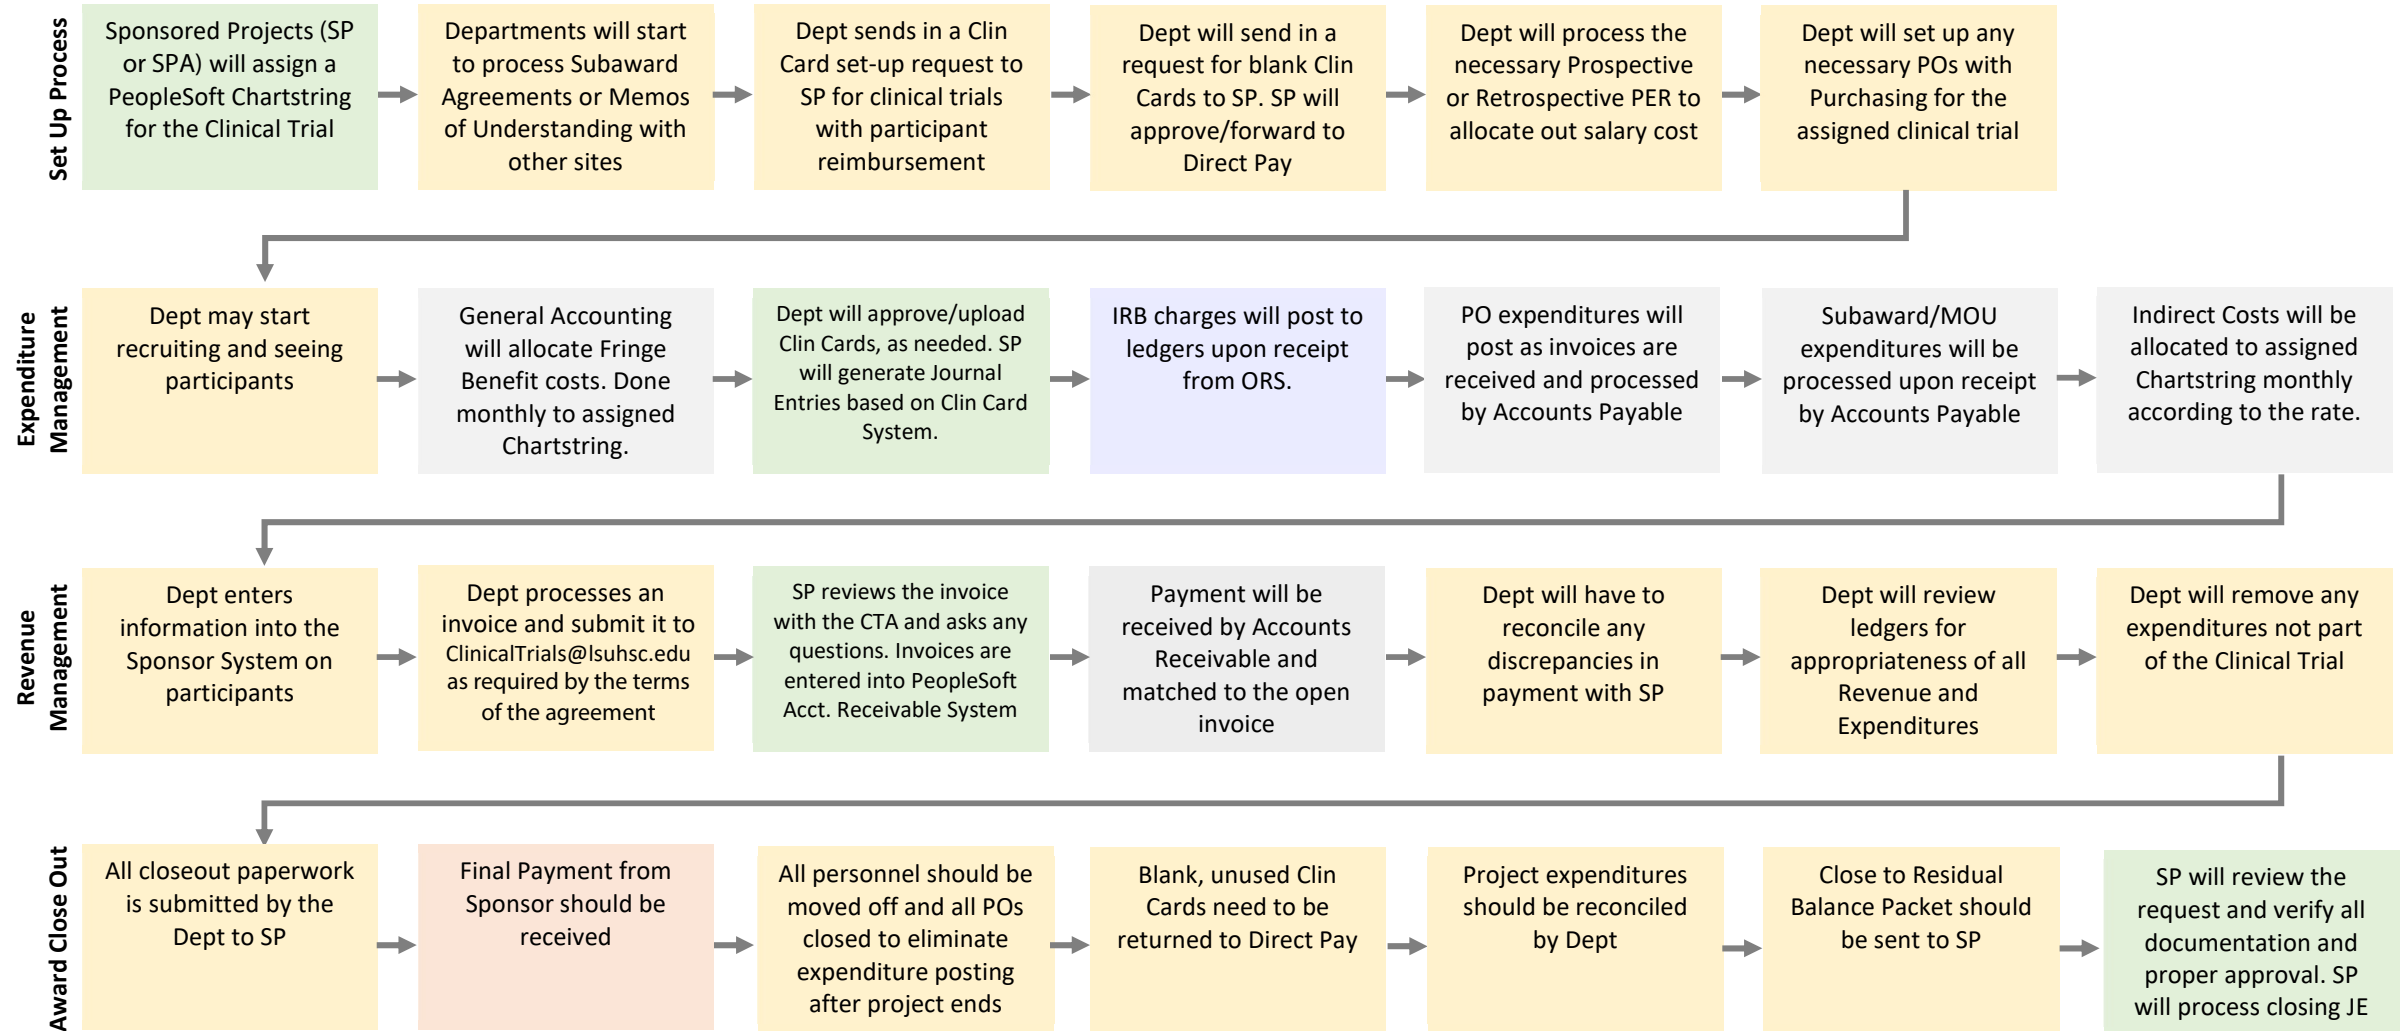 Set Up Process
Sponsored Projects (SP
or SPA) will assign a
PeopleSoft Chartstring
for the Clinical Trial
Departments will start
to process Subaward
Agreements or Memos
of Understanding with
other sites
Dept sends in a Clin
Card set-up request to
SP for clinical trials
with participant
reimbursement
Dept will send in a
request for blank Clin
Cards to SP. SP will
approve/forward to
Direct Pay
Dept will process the
necessary Prospective
or Retrospective PER to
allocate out salary cost
Dept will set up any
necessary POs with
Purchasing for the
assigned clinical trial
Expenditure
Management
Dept may start
recruiting and seeing
participants
General Accounting
will allocate Fringe
Benefit costs. Done
monthly to assigned
Chartstring.
Dept will approve/upload
Clin Cards, as needed. SP
will generate Journal
Entries based on Clin Card
System.
IRB charges will post to
ledgers upon receipt
from ORS.
PO expenditures will
post as invoices are
received and processed
by Accounts Payable
Subaward/MOU
expenditures will be
processed upon receipt
by Accounts Payable
Indirect Costs will be
allocated to assigned
Chartstring monthly
according to the rate.
Revenue
Management
Dept enters
information into the
Sponsor System on
participants
Dept processes an
invoice and submit it to
ClinicalTrials@lsuhsc.edu
as required by the terms
of the agreement
SP reviews the invoice
with the CTA and asks any
questions. Invoices are
entered into PeopleSoft
Acct. Receivable System
Payment will be
received by Accounts
Receivable and
matched to the open
invoice
Dept will have to
reconcile any
discrepancies in
payment with SP
Dept will review
ledgers for
appropriateness of all
Revenue and
Expenditures
Dept will remove any
expenditures not part
of the Clinical Trial
Award Close Out
All closeout paperwork
is submitted by the
Dept to SP
Final Payment from
Sponsor should be
received
All personnel should be
moved off and all POs
closed to eliminate
expenditure posting
after project ends
Blank, unused Clin
Cards need to be
returned to Direct Pay
Project expenditures
should be reconciled
by Dept
Close to Residual
Balance Packet should
be sent to SP
SP will review the
request and verify all
documentation and
proper approval. SP
will process closing JE